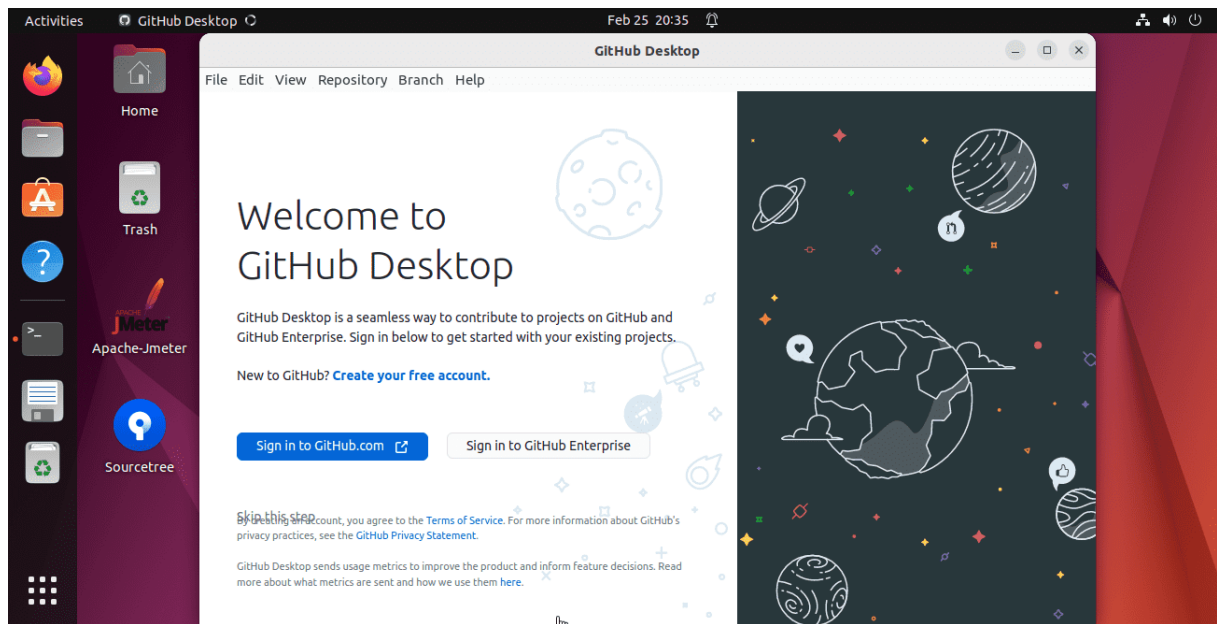 Activities GitHub Desktop Feb 25 20:35
GitHub Desktop
File Edit View Repository Branch Help
Home
Trash
APACHE
JMeter
Apache-Jmeter
Sourcetree
Welcome to
GitHub Desktop
GitHub Desktop is a seamless way to contribute to projects on GitHub and
GitHub Enterprise. Sign in below to get started with your existing projects.
New to GitHub? Create your free account.
Sign in to GitHub.com Sign in to GitHub Enterprise
Skip this step
By creating an account, you agree to the Terms of Service. For more information about GitHub's
privacy practices, see the GitHub Privacy Statement.
GitHub Desktop sends usage metrics to improve the product and inform feature decisions. Read
more about what metrics are sent and how we use them here.